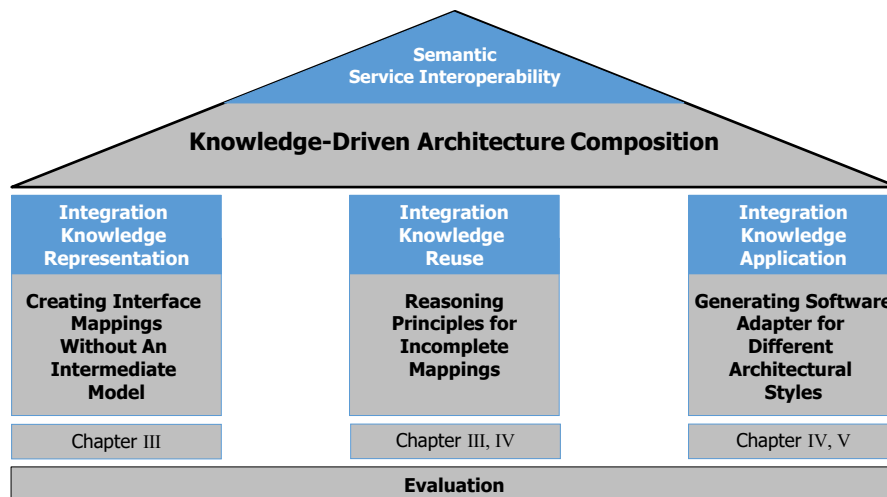 Semantic
Service Interoperability
Knowledge-Driven Architecture Composition
Integration
Knowledge
Representation
Creating Interface
Mappings
Without An
Intermediate
Model
Chapter III
Integration
Knowledge
Reuse
Reasoning
Principles for
Incomplete
Mappings
Chapter III, IV
Integration
Knowledge
Application
Generating Software
Adapter for
Different
Architectural
Styles
Chapter IV, V
Evaluation